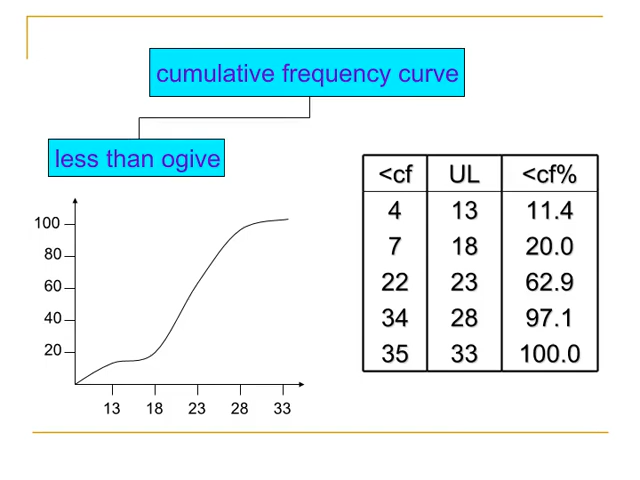 cumulative frequency curve
less than ogive
<cf UL <cf%
4 13 11.4
7 18 20.0
22 23 62.9
34 28 97.1
35 33 100.0
100
80
60
40
20
13 18 23 28 33